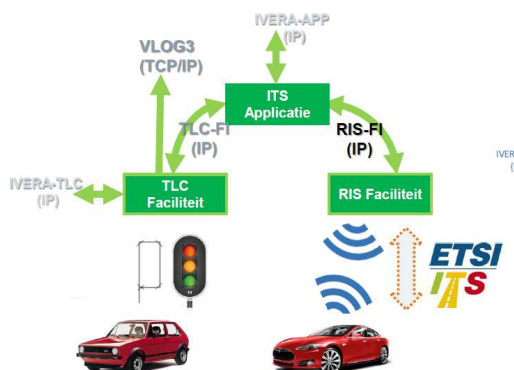 IVERA-APP
(IP)
VLOG3
(TCP/IP)
ITS
Applicatie
TLC-FI
(IP)
RIS-FI
(IP)
IVERA-TLC
(IP)
TLC
Faciliteit
RIS Faciliteit
IVER
(
ETSI
ITS